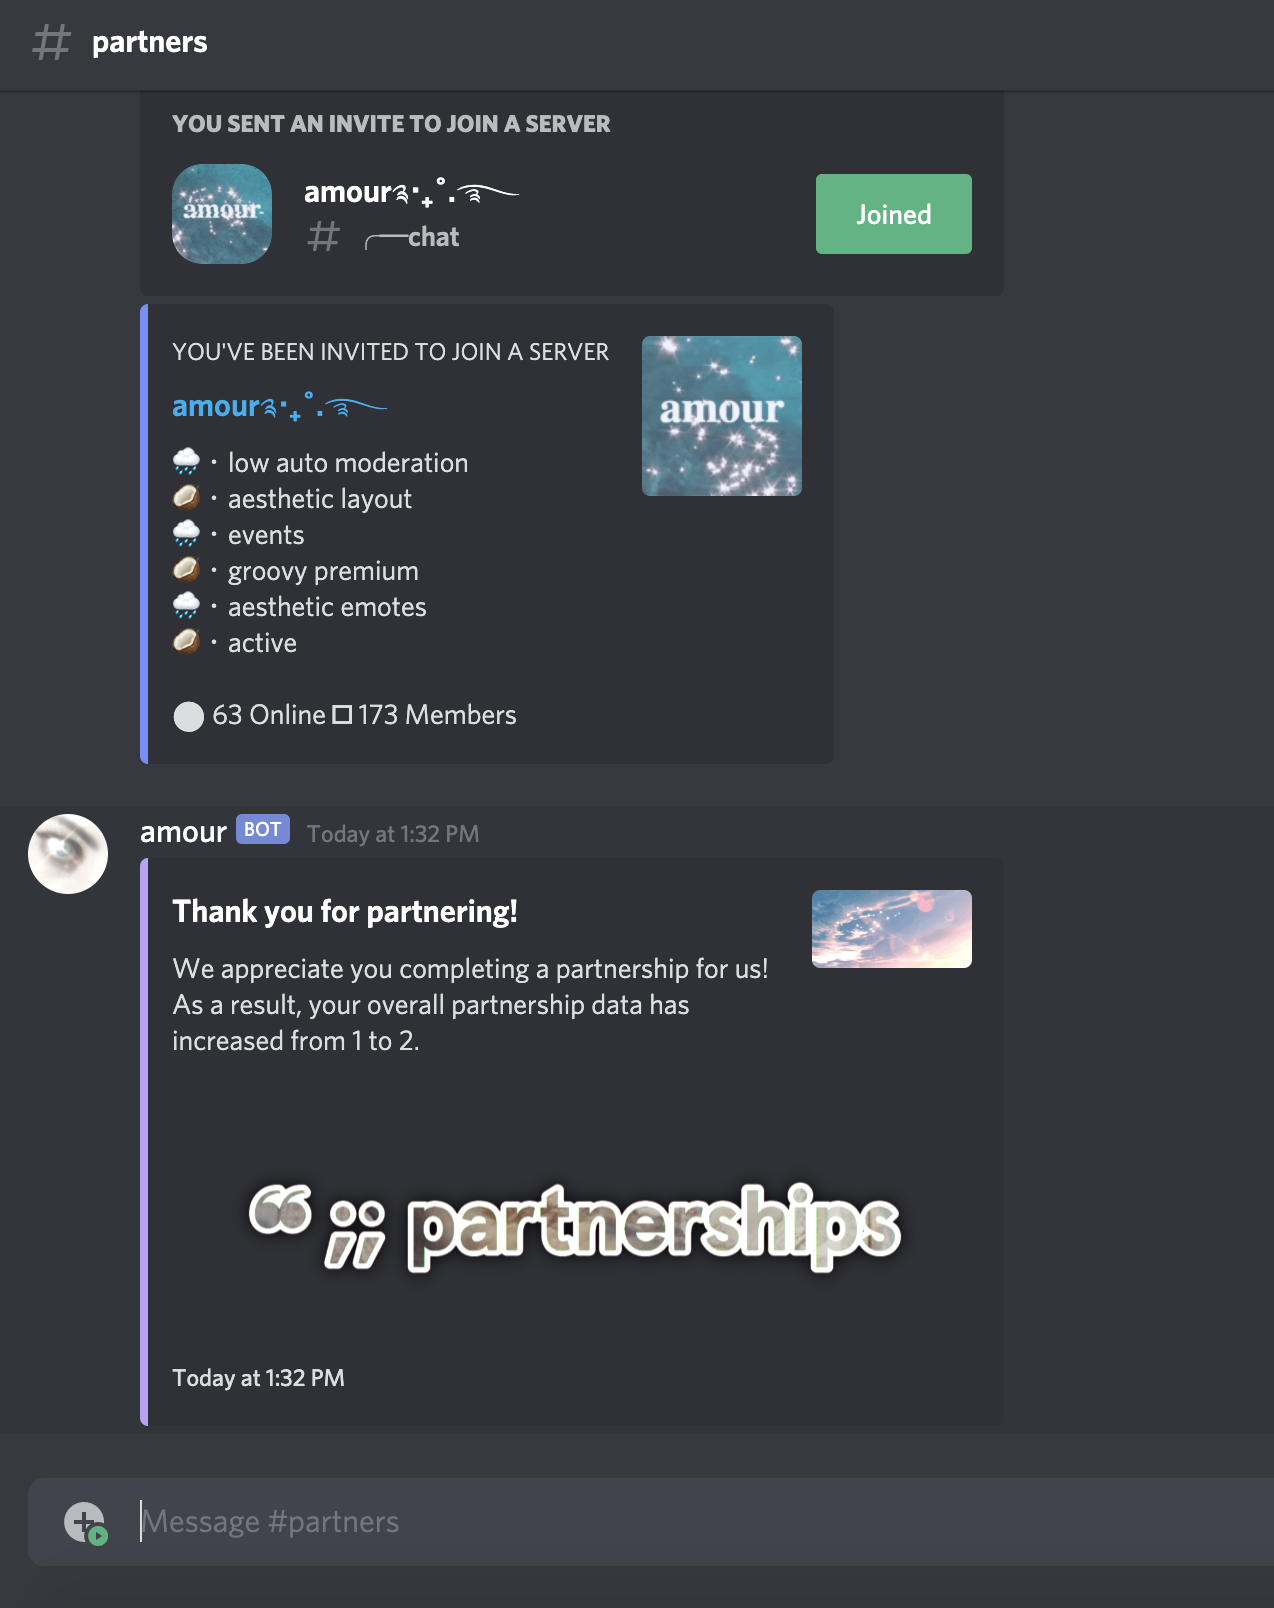 # partners
YOU SENT AN INVITE TO JOIN A SERVER
amour
amour༉‧₊˚.࿐
# ╭──chat
Joined
YOU'VE BEEN INVITED TO JOIN A SERVER
amour༉‧₊˚.࿐
amour
🌧️・low auto moderation
🥥・aesthetic layout
🌧️・events
🥥・groovy premium
🌧️・aesthetic emotes
🥥・active
⚪ 63 Online □ 173 Members
amour BOT Today at 1:32 PM
Thank you for partnering!
We appreciate you completing a partnership for us!
As a result, your overall partnership data has
increased from 1 to 2.
❝ ;; partnerships
Today at 1:32 PM
Message #partners